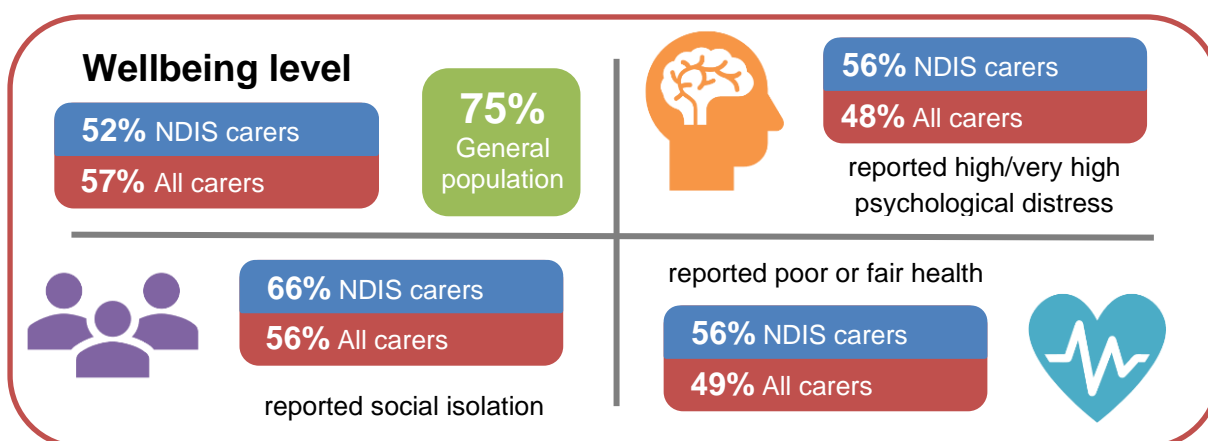 Wellbeing level
52% NDIS carers
57% All carers
75%
General
population
56% NDIS carers
48% All carers
reported high/very high
psychological distress
66% NDIS carers
56% All carers
reported social isolation
reported poor or fair health
56% NDIS carers
49% All carers